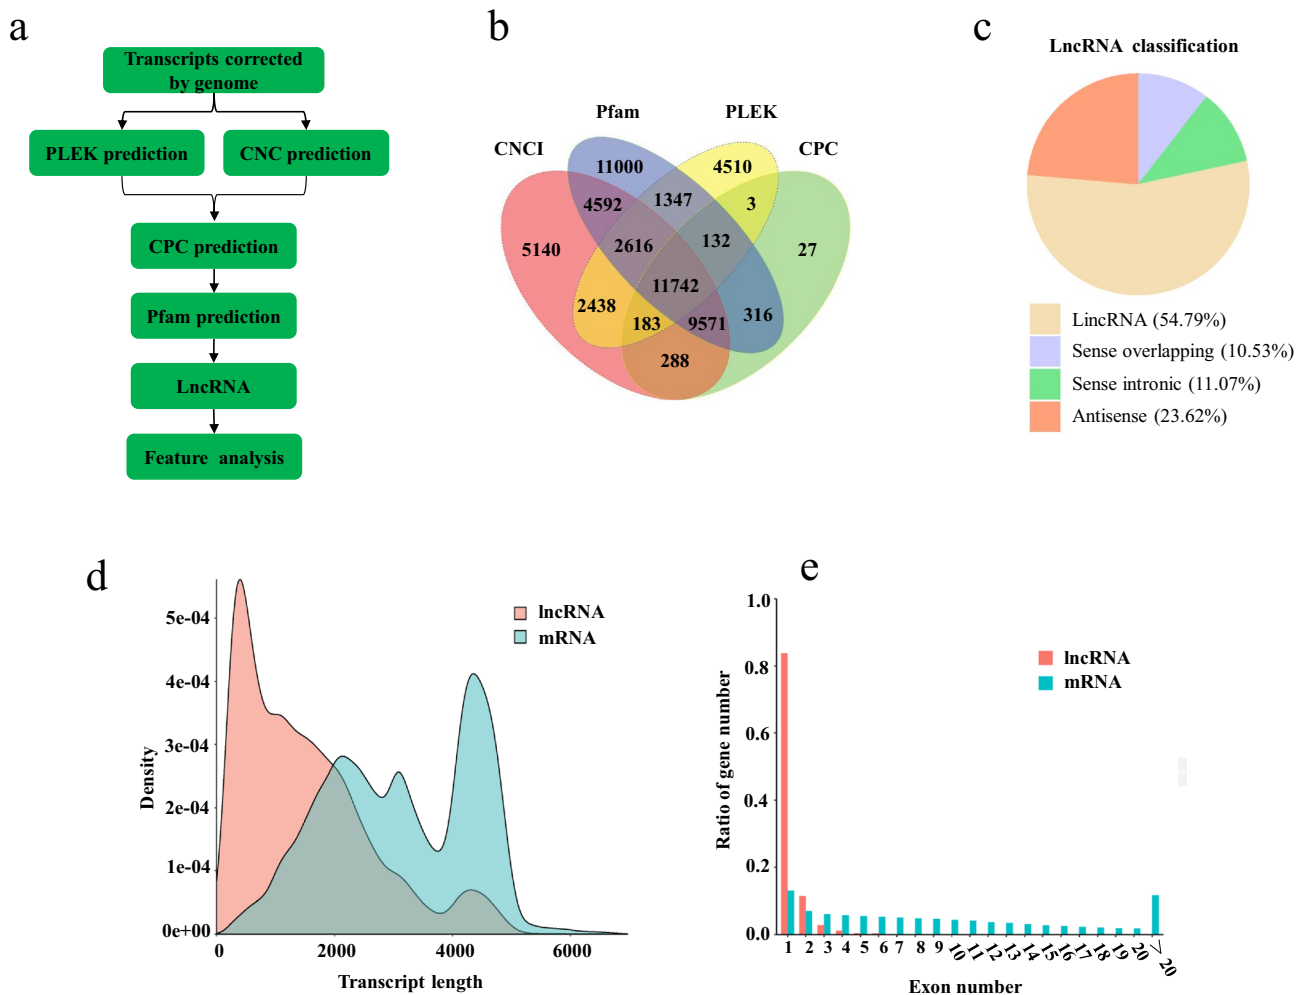 a
Transcripts corrected
by genome
PLEK prediction
CNC prediction
CPC prediction
Pfam prediction
LncRNA
Feature analysis
b
CNCI
Pfam
PLEK
CPC
11000
4510
4592
1347
3
5140
2616
132
27
11742
2438
183
9571
316
288
c
LncRNA classification
LincRNA (54.79%)
Sense overlapping (10.53%)
Sense intronic (11.07%)
Antisense (23.62%)
d
5e-04
4e-04
3e-04
2e-04
1e-04
0e+00
Density
lncRNA
mRNA
0 2000 4000 6000
Transcript length
e
1.0
0.8
0.6
0.4
0.2
0.0
Ratio of gene number
lncRNA
mRNA
1 2 3 4 5 6 7 8 9 10 11 12 13 14 15 16 17 18 19 20 > 20
Exon number